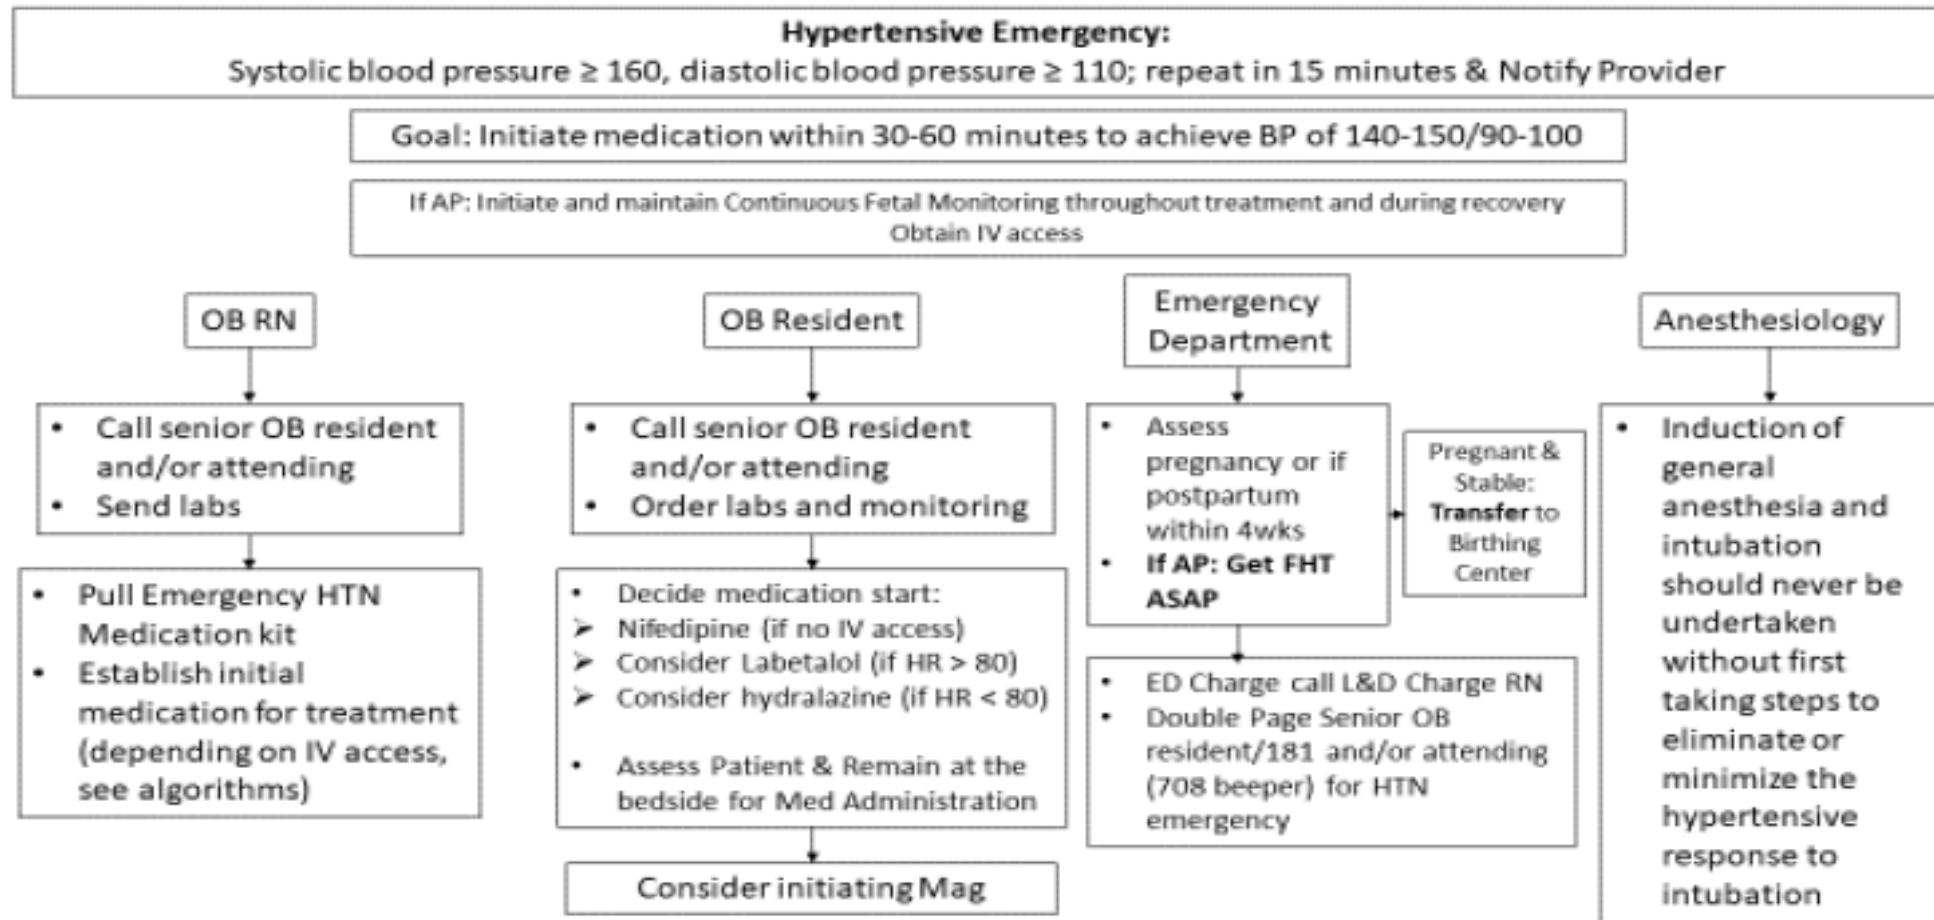 Hypertensive Emergency:
Systolic blood pressure ≥ 160, diastolic blood pressure ≥ 110; repeat in 15 minutes & Notify Provider
Goal: Initiate medication within 30-60 minutes to achieve BP of 140-150/90-100
If AP: Initiate and maintain Continuous Fetal Monitoring throughout treatment and during recovery
Obtain IV access
OB RN
• Call senior OB resident
and/or attending
• Send labs
• Pull Emergency HTN
Medication kit
• Establish initial
medication for treatment
(depending on IV access,
see algorithms)
OB Resident
• Call senior OB resident
and/or attending
• Order labs and monitoring
• Decide medication start:
➢ Nifedipine (if no IV access)
➢ Consider Labetalol (if HR > 80)
➢ Consider hydralazine (if HR < 80)
• Assess Patient & Remain at the
bedside for Med Administration
Consider initiating Mag
Emergency
Department
• Assess
pregnancy or if
postpartum
within 4wks
• If AP: Get FHT
ASAP
Pregnant &
Stable:
Transfer to
Birthing
Center
• ED Charge call L&D Charge RN
• Double Page Senior OB
resident/181 and/or attending
(708 beeper) for HTN
emergency
Anesthesiology
• Induction of
general
anesthesia and
intubation
should never be
undertaken
without first
taking steps to
eliminate or
minimize the
hypertensive
response to
intubation